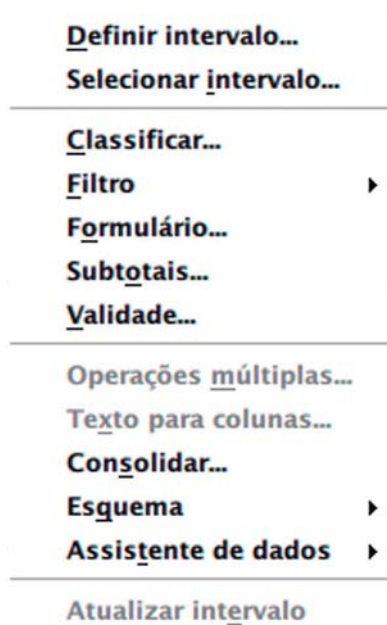 Definir intervalo...
Selecionar intervalo...
Classificar...
Filtro
Formulário...
Subtotais...
Validade...
Operações múltiplas...
Texto para colunas...
Consolidar...
Esquema
Assistente de dados
Atualizar intervalo